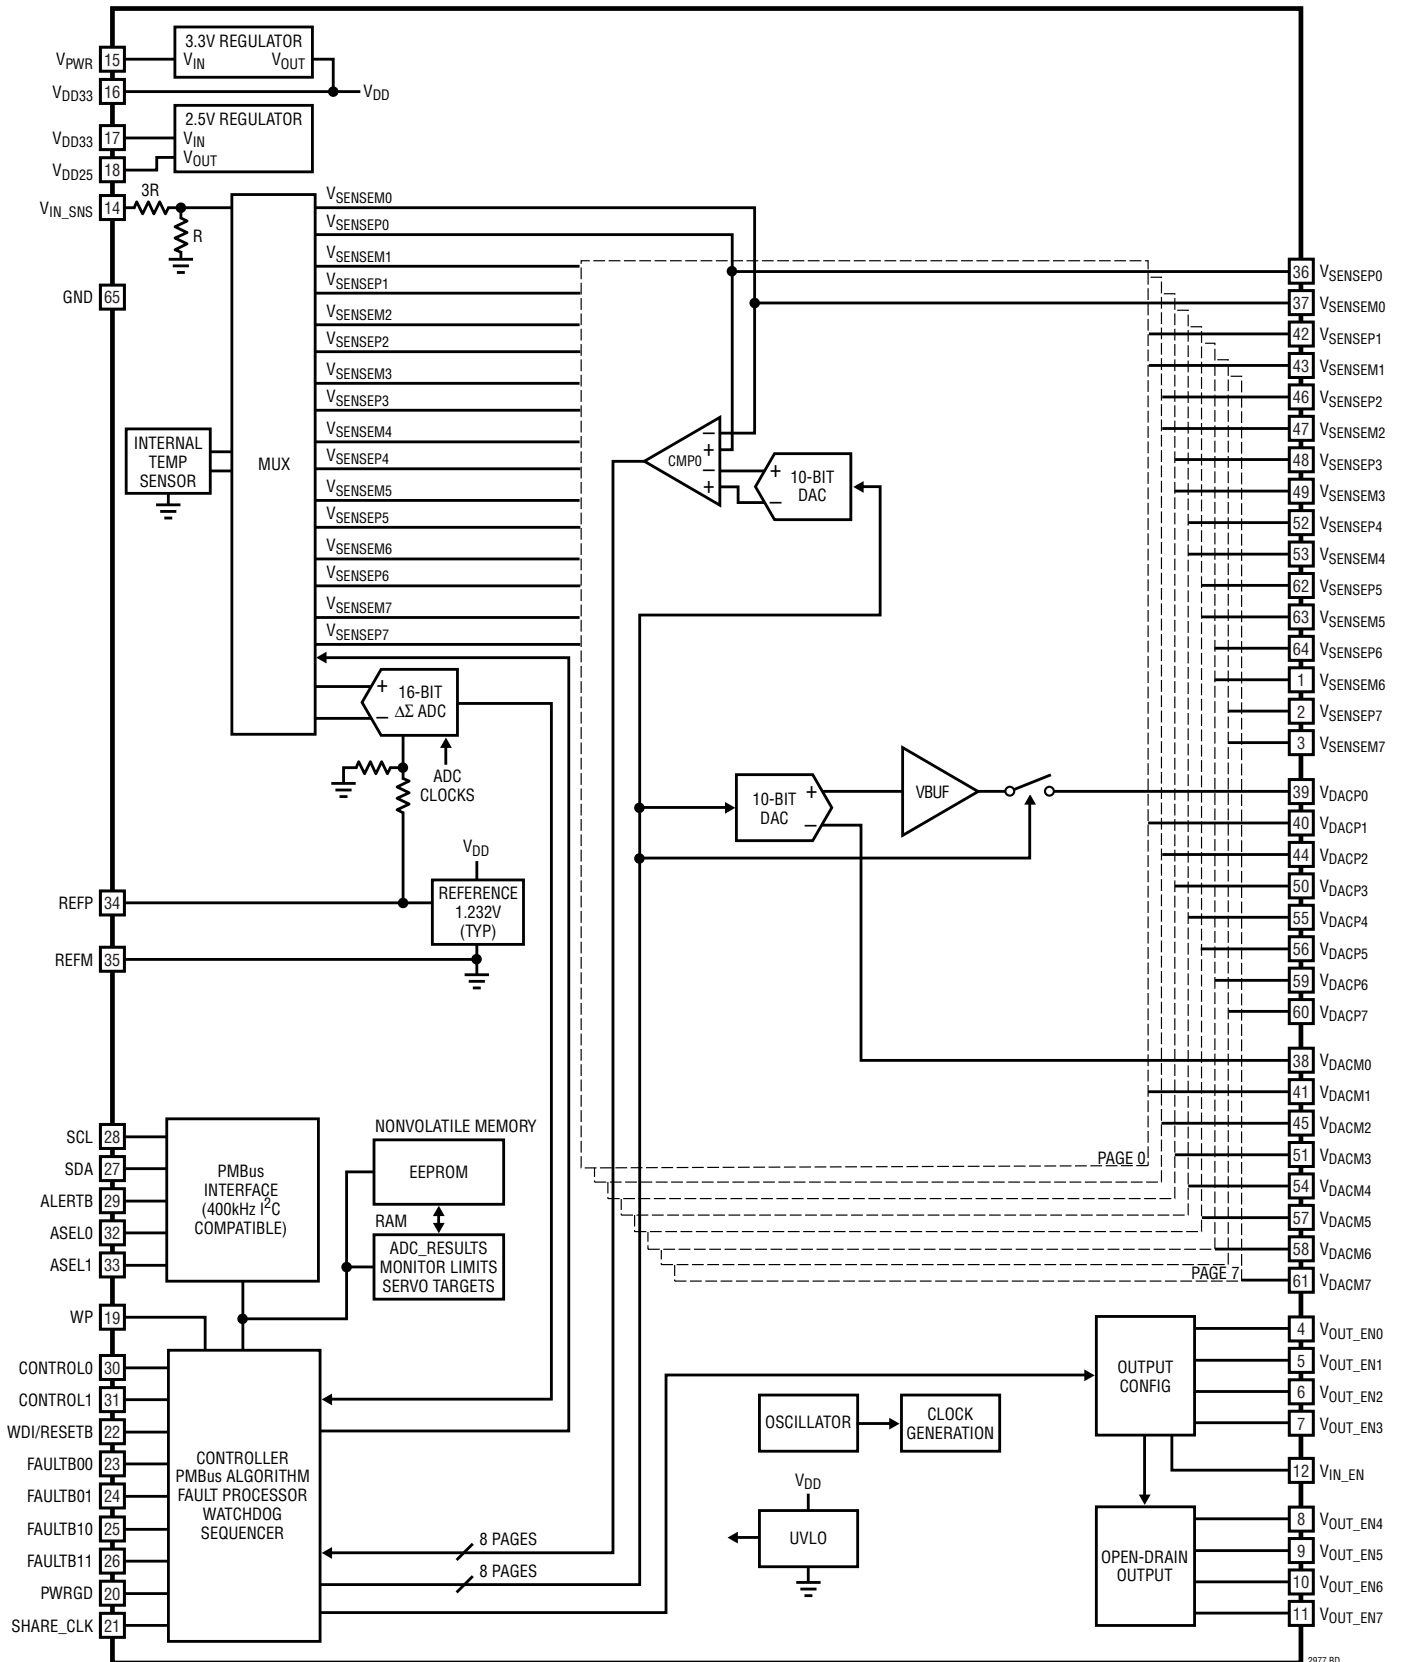 3.3V REGULATOR
VIN VOUT
VPWR 15
VDD33 16
VDD
2.5V REGULATOR
VIN
VOUT
VDD33 17
VDD25 18
3R
VIN_SNS 14
R
GND 65
VSENSEM0
VSENSEP0
VSENSEM1
VSENSEP1
VSENSEM2
VSENSEP2
VSENSEM3
VSENSEP3
VSENSEM4
VSENSEP4
VSENSEM5
VSENSEP5
VSENSEM6
VSENSEP6
VSENSEM7
VSENSEP7
INTERNAL
TEMP
SENSOR
MUX
CMP0
–
+
–
+
+
–
10-BIT
DAC
+
–
16-BIT
ΔΣ ADC
ADC
CLOCKS
10-BIT
DAC
+
–
VBUF
VDD
REFERENCE
1.232V
(TYP)
REFP 34
REFM 35
36 VSENSEP0
37 VSENSEM0
42 VSENSEP1
43 VSENSEM1
46 VSENSEP2
47 VSENSEM2
48 VSENSEP3
49 VSENSEM3
52 VSENSEP4
53 VSENSEM4
62 VSENSEP5
63 VSENSEM5
64 VSENSEP6
1 VSENSEM6
2 VSENSEP7
3 VSENSEM7
39 VDACP0
40 VDACP1
44 VDACP2
50 VDACP3
55 VDACP4
56 VDACP5
59 VDACP6
60 VDACP7
38 VDACM0
41 VDACM1
45 VDACM2
51 VDACM3
54 VDACM4
57 VDACM5
58 VDACM6
61 VDACM7
PAGE 0
PAGE 7
SCL 28
SDA 27
ALERTB 29
ASEL0 32
ASEL1 33
PMBus
INTERFACE
(400kHz I2C
COMPATIBLE)
NONVOLATILE MEMORY
EEPROM
RAM
ADC_RESULTS
MONITOR LIMITS
SERVO TARGETS
WP 19
CONTROL0 30
CONTROL1 31
WDI/RESETB 22
FAULTB00 23
FAULTB01 24
FAULTB10 25
FAULTB11 26
PWRGD 20
SHARE_CLK 21
CONTROLLER
PMBus ALGORITHM
FAULT PROCESSOR
WATCHDOG
SEQUENCER
8 PAGES
8 PAGES
OSCILLATOR
CLOCK
GENERATION
VDD
UVLO
OUTPUT
CONFIG
OPEN-DRAIN
OUTPUT
4 VOUT_EN0
5 VOUT_EN1
6 VOUT_EN2
7 VOUT_EN3
12 VIN_EN
8 VOUT_EN4
9 VOUT_EN5
10 VOUT_EN6
11 VOUT_EN7
2977 BD